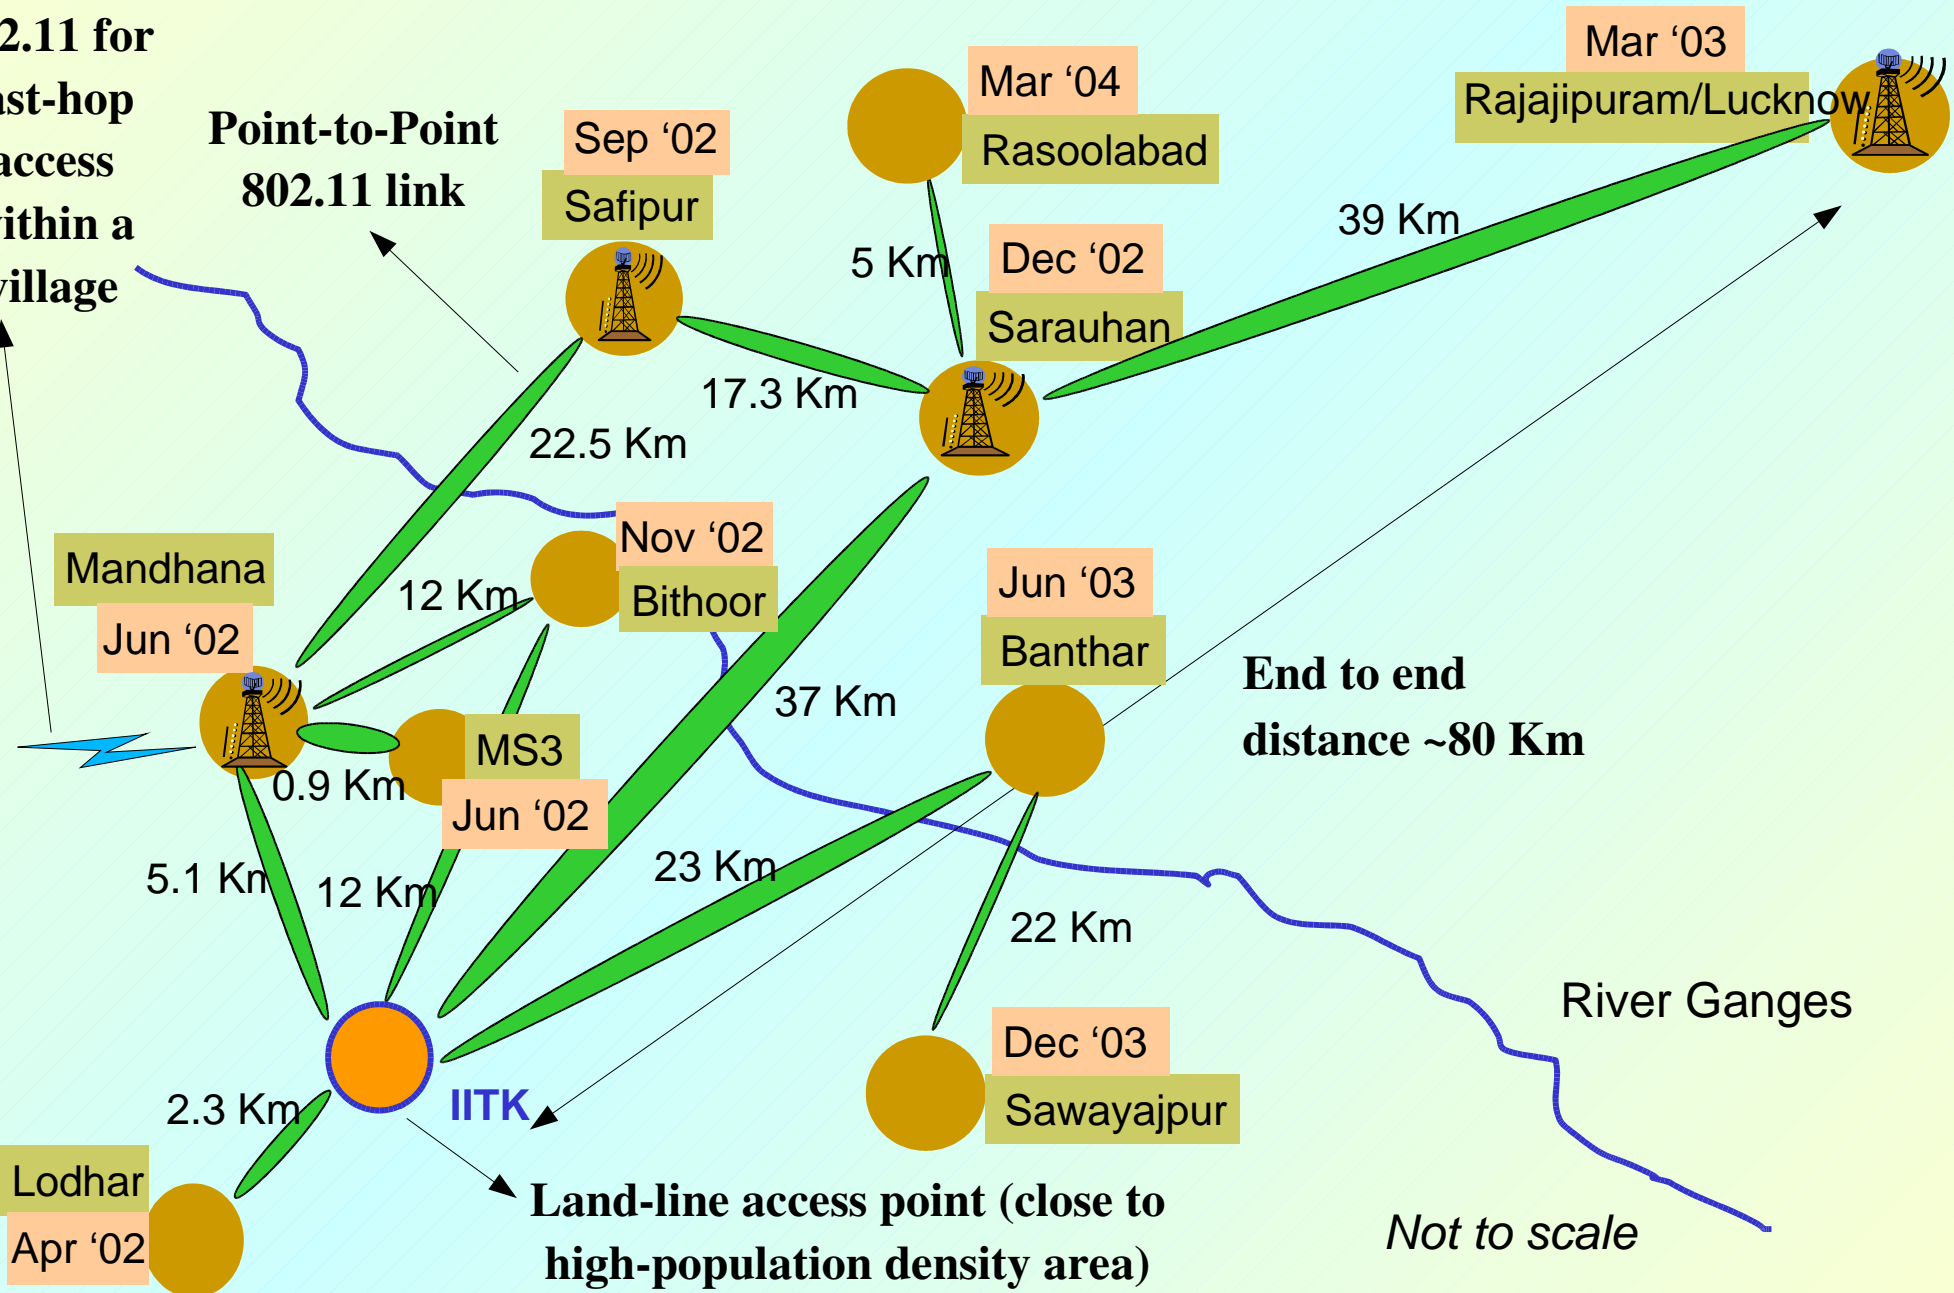 2.11 for
ast-hop
access
within a
village
Point-to-Point
802.11 link
Sep ‘02
Safipur
Mar ‘04
Rasoolabad
Mar ‘03
Rajajipuram/Lucknow
39 Km
5 Km
Dec ‘02
Sarauhan
17.3 Km
22.5 Km
Nov ‘02
Bithoor
12 Km
Mandhana
Jun ‘02
Jun ‘03
Banthar
37 Km
End to end
distance ~80 Km
MS3
Jun ‘02
0.9 Km
5.1 Km
12 Km
23 Km
22 Km
River Ganges
Dec ‘03
Sawayajpur
IITK
2.3 Km
Lodhar
Apr ‘02
Land-line access point (close to
high-population density area)
Not to scale